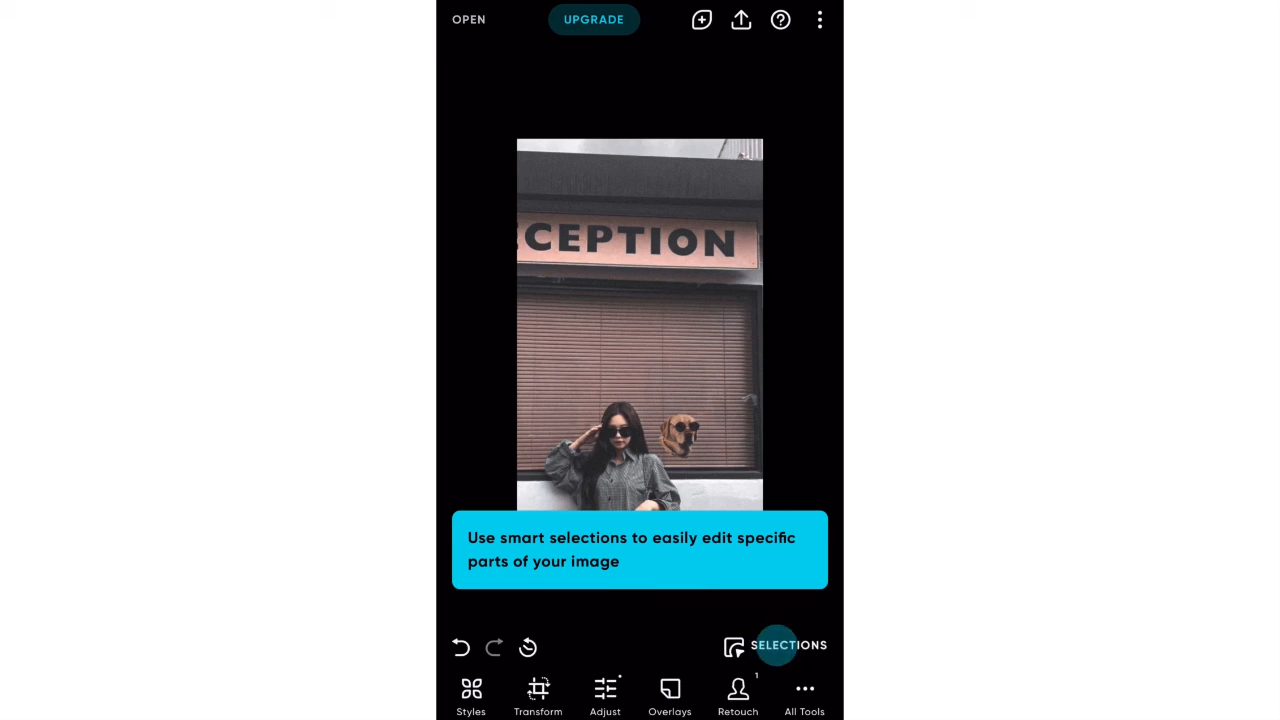 OPEN
UPGRADE
CEPTION
Use smart selections to easily edit specific
parts of your image
SELECTIONS
1
Styles
Transform
Adjust
Overlays
Retouch
All Tools